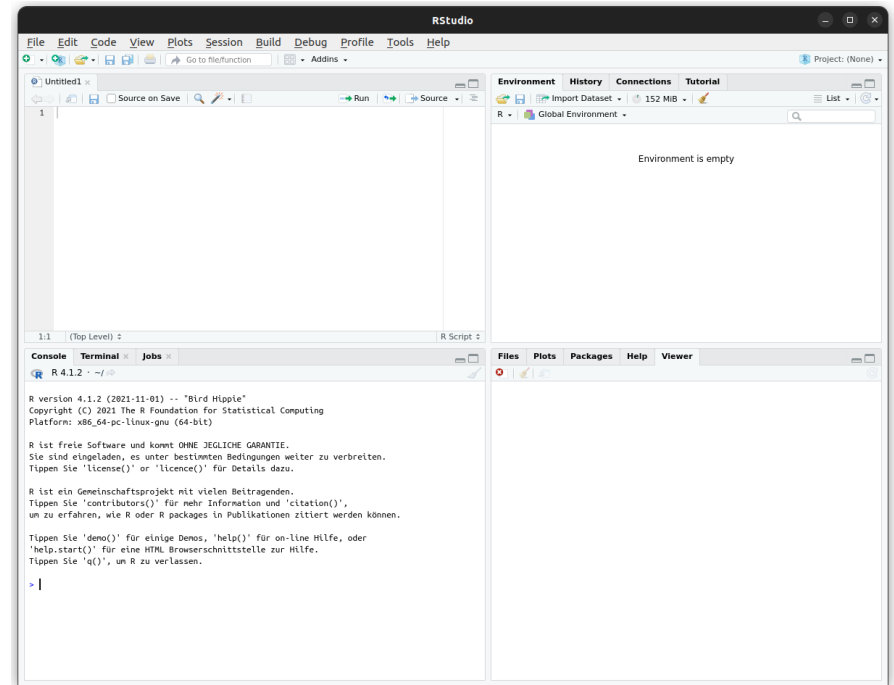 RStudio
File Edit Code View Plots Session Build Debug Profile Tools Help
Go to file/function Addins Project: (None)
Untitled1
Source on Save Run Source
1
1:1 (Top Level) R Script
Environment History Connections Tutorial
Import Dataset 152 MiB List
R Global Environment
Environment is empty
Console Terminal Jobs
R 4.1.2 · ~/
R version 4.1.2 (2021-11-01) -- "Bird Hippie"
Copyright (C) 2021 The R Foundation for Statistical Computing
Platform: x86_64-pc-linux-gnu (64-bit)
R ist freie Software und kommt OHNE JEGLICHE GARANTIE.
Sie sind eingeladen, es unter bestimmten Bedingungen weiter zu verbreiten.
Tippen Sie 'license()' or 'licence()' für Details dazu.
R ist ein Gemeinschaftsprojekt mit vielen Beitragenden.
Tippen Sie 'contributors()' für mehr Information und 'citation()',
um zu erfahren, wie R oder R packages in Publikationen zitiert werden können.
Tippen Sie 'demo()' für einige Demos, 'help()' für on-line Hilfe, oder
'help.start()' für eine HTML Browserschnittstelle zur Hilfe.
Tippen Sie 'q()', um R zu verlassen.
>
Files Plots Packages Help Viewer